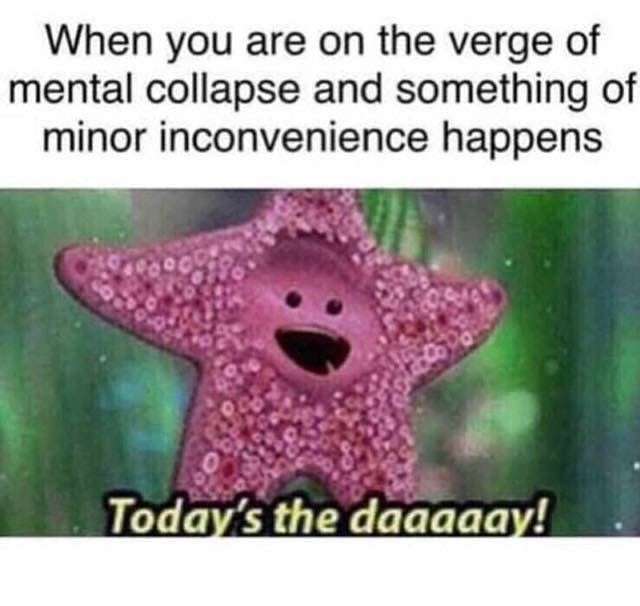 When you are on the verge of
mental collapse and something of
minor inconvenience happens
Today's the daaaaay!